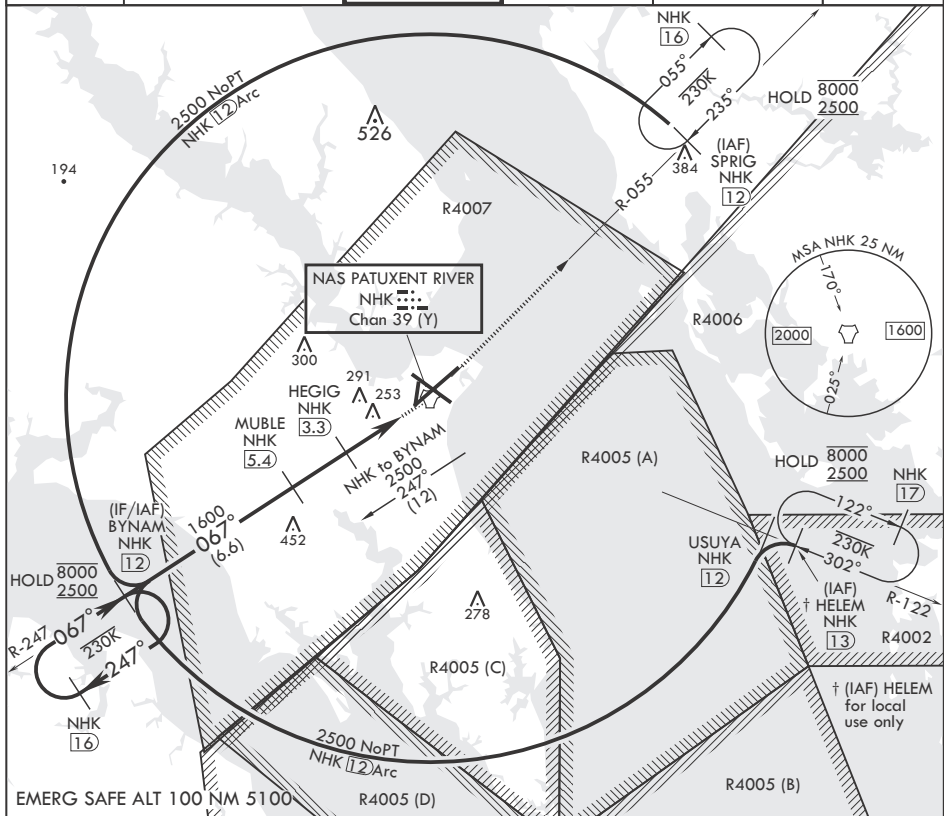 NHK
16
055°
230K
235°
HOLD 8000
2500
2500 NoPT
NHK 12 Arc
526
384
(IAF)
SPRIG
NHK
12
194
R-055
R4007
NAS PATUXENT RIVER
NHK
Chan 39 (Y)
MSA NHK 25 NM
170°
2000
1600
025°
R4006
300
291
253
HEGIG
NHK
3.3
MUBLE
NHK
5.4
NHK to BYNAM
2500
247°
(12)
R4005 (A)
HOLD 8000
2500
NHK
17
122°
230K
302°
R-122
(IF/IAF)
BYNAM
NHK
12
1600
067°
(6.6)
452
USUYA
NHK
12
(IAF)
† HELEM
NHK
13
R4002
HOLD 8000
2500
R-247
067°
230K
247°
NHK
16
278
R4005 (C)
† (IAF) HELEM
for local
use only
2500 NoPT
NHK 12 Arc
R4005 (B)
R4005 (D)
EMERG SAFE ALT 100 NM 5100